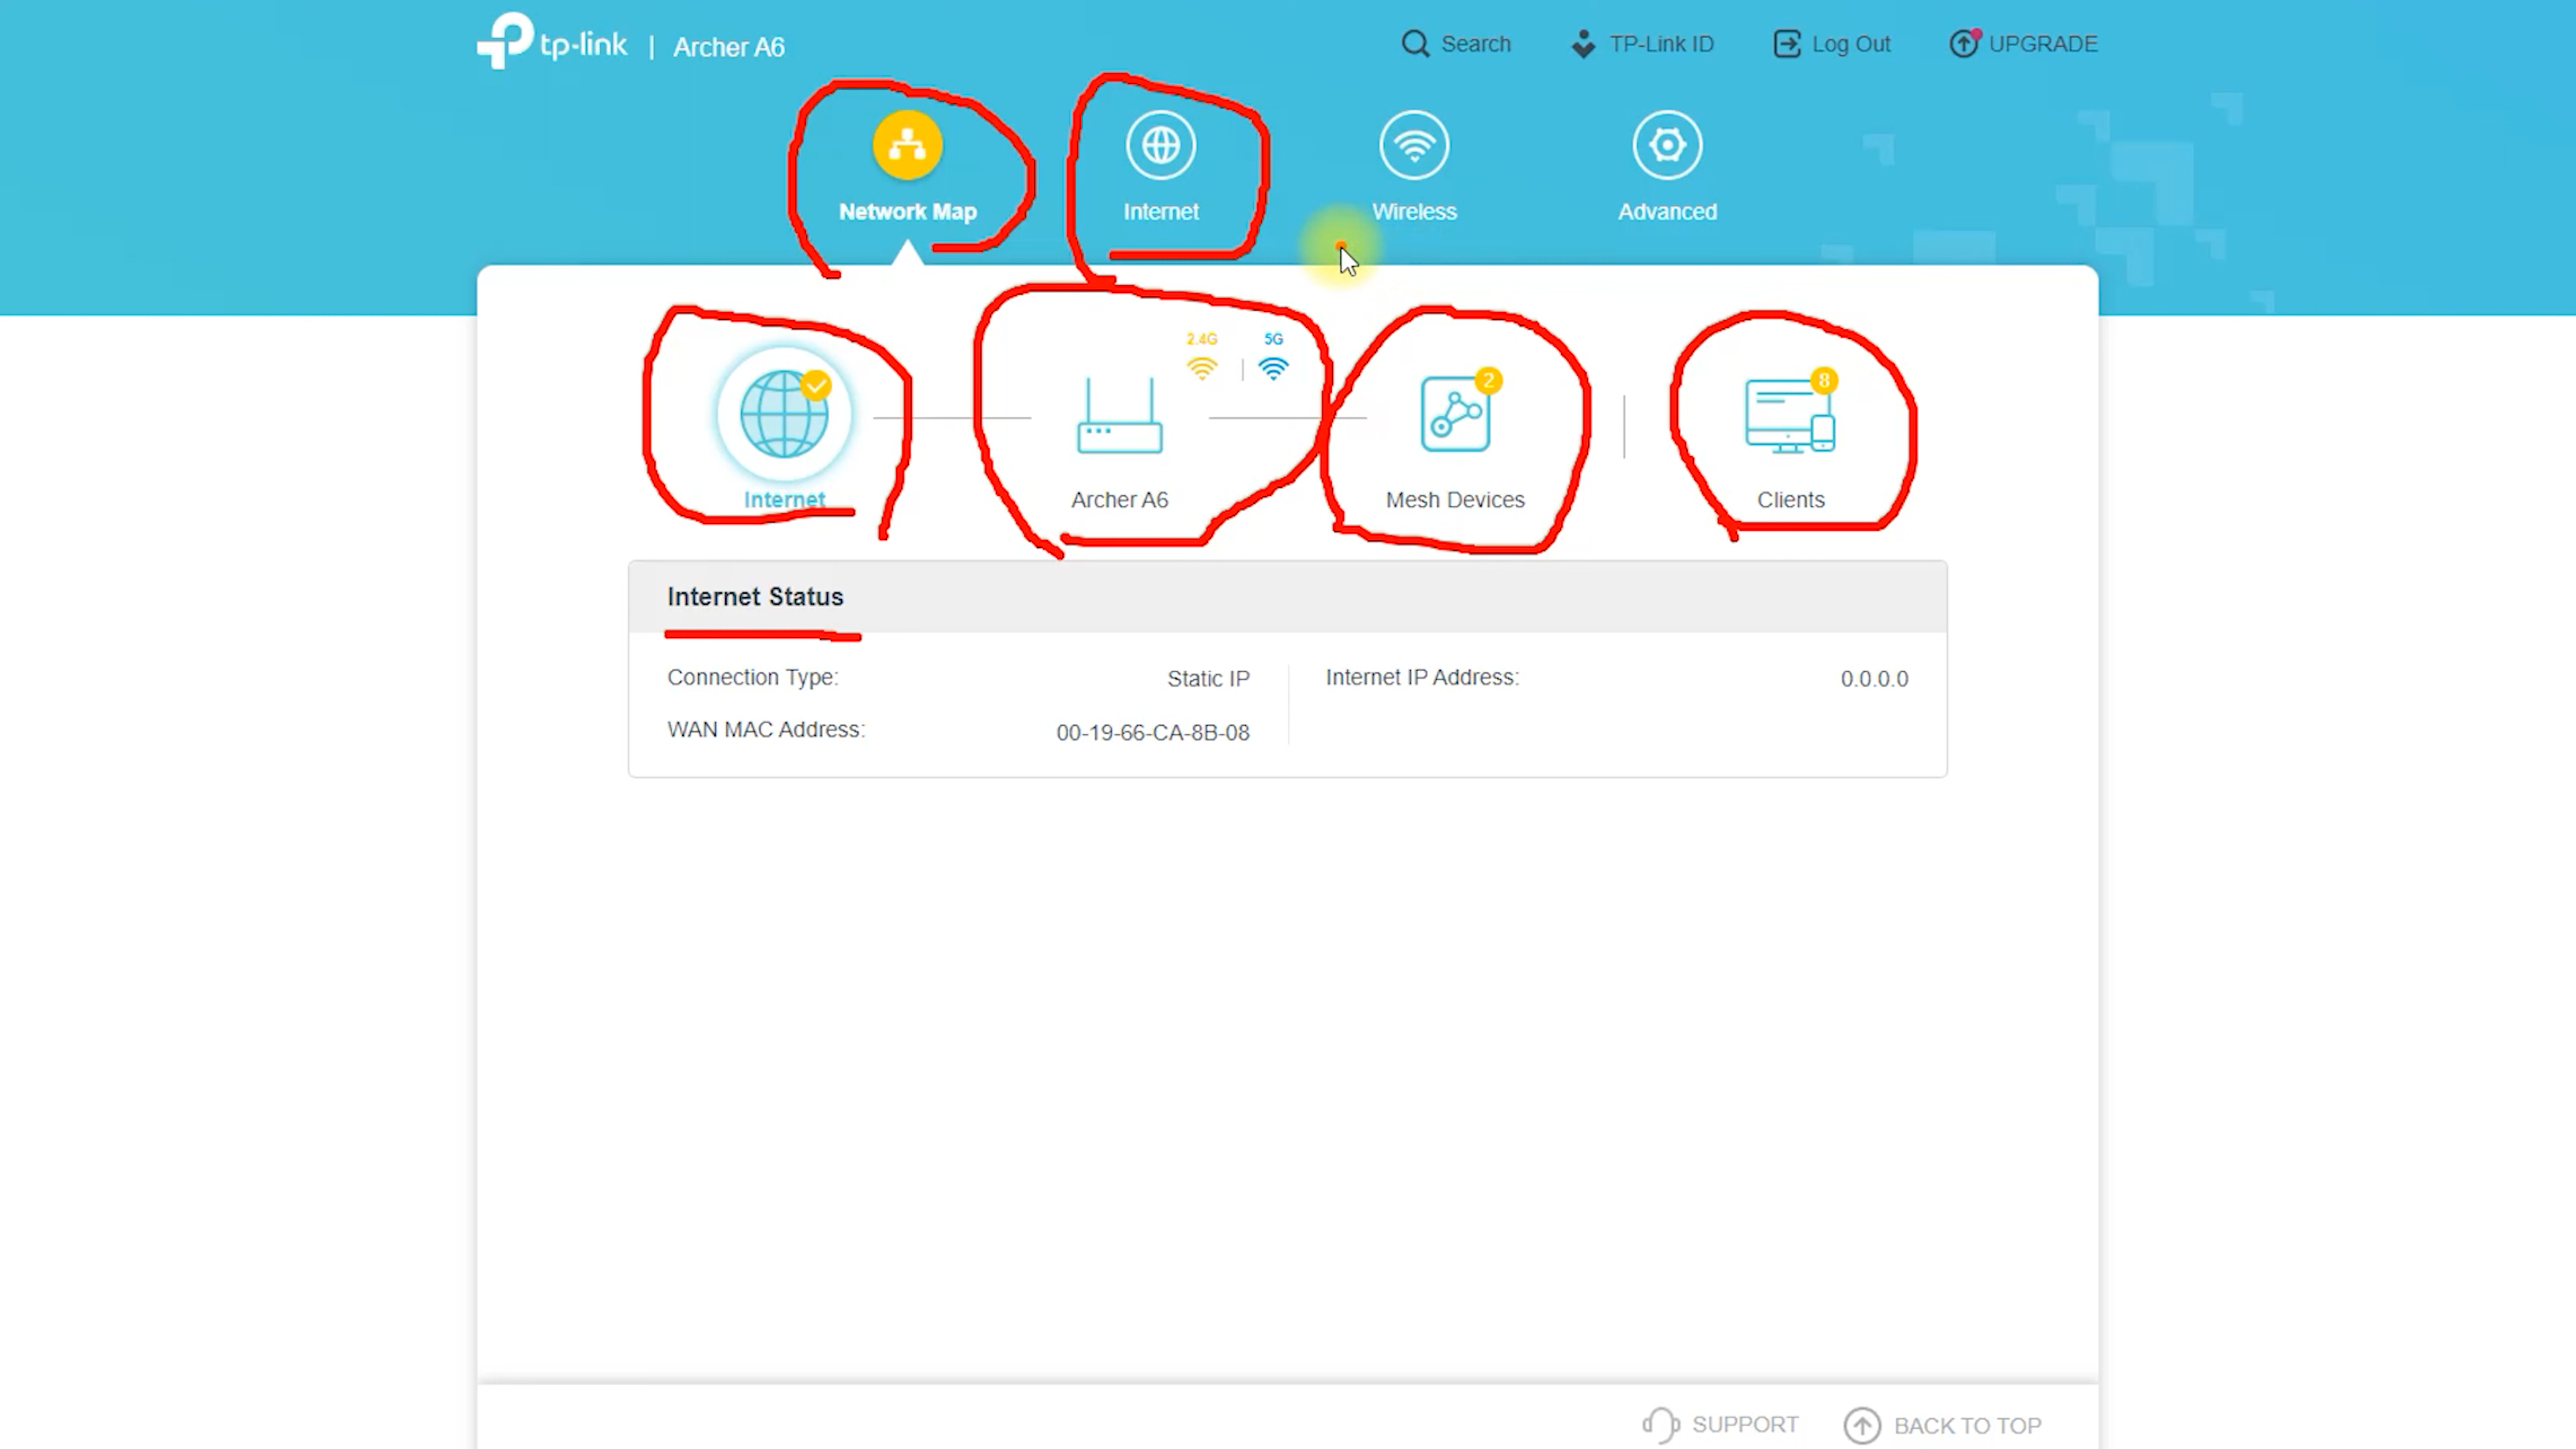 tp-link | Archer A6
Search TP-Link ID Log Out UPGRADE
Network Map Internet Wireless Advanced
2.4G 5G
2 8
Internet Archer A6 Mesh Devices Clients
Internet Status
Connection Type: Static IP Internet IP Address: 0.0.0.0
WAN MAC Address: 00-19-66-CA-8B-08
SUPPORT BACK TO TOP